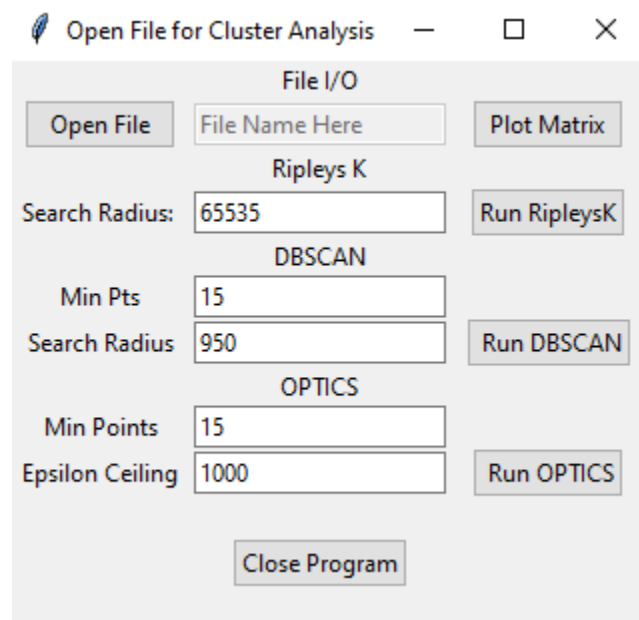 Open File for Cluster Analysis
File I/O
Open File File Name Here Plot Matrix
Ripleys K
Search Radius: 65535 Run RipleysK
DBSCAN
Min Pts 15
Search Radius 950 Run DBSCAN
OPTICS
Min Points 15
Epsilon Ceiling 1000 Run OPTICS
Close Program